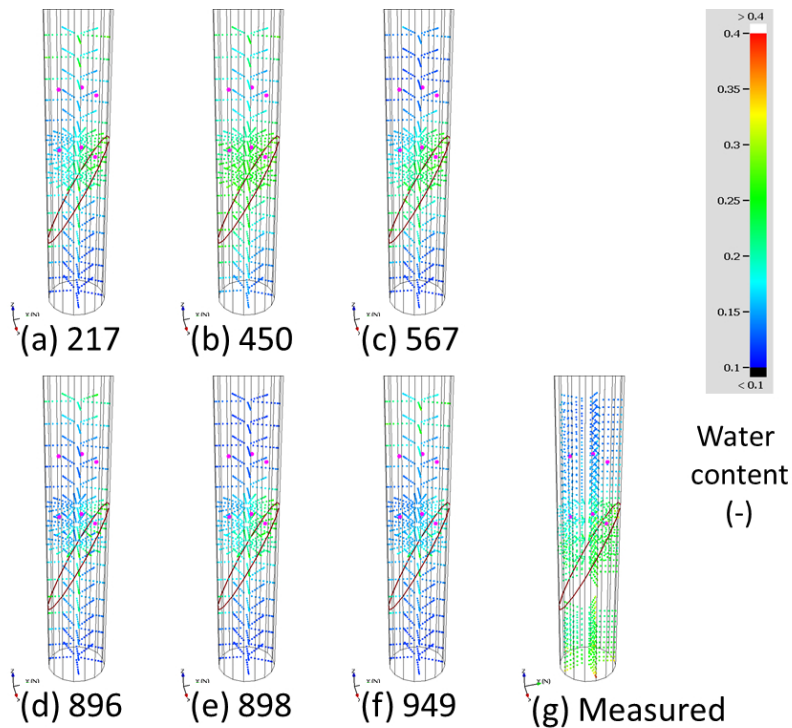 > 0.4
0.4
0.35
0.3
0.25
0.2
0.15
0.1
< 0.1
(a) 217
(b) 450
(c) 567
Water
content
(-)
(d) 896
(e) 898
(f) 949
(g) Measured